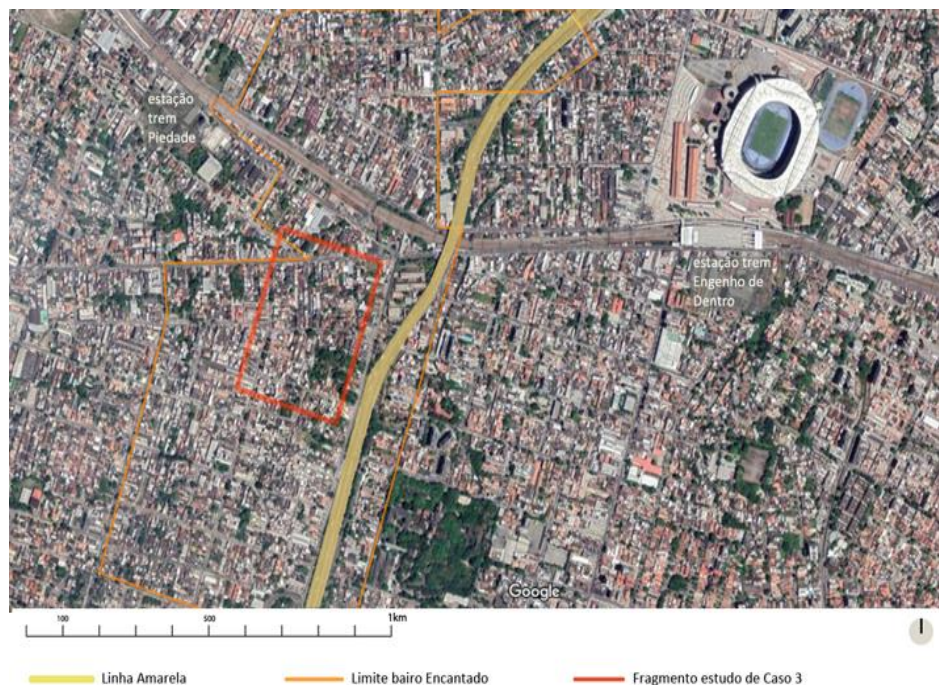 estação
trem
Piedade
estação trem
Engenho de
Dentro
Google
100
500
1km
Linha Amarela
Limite bairo Encantado
Fragmento estudo de Caso 3